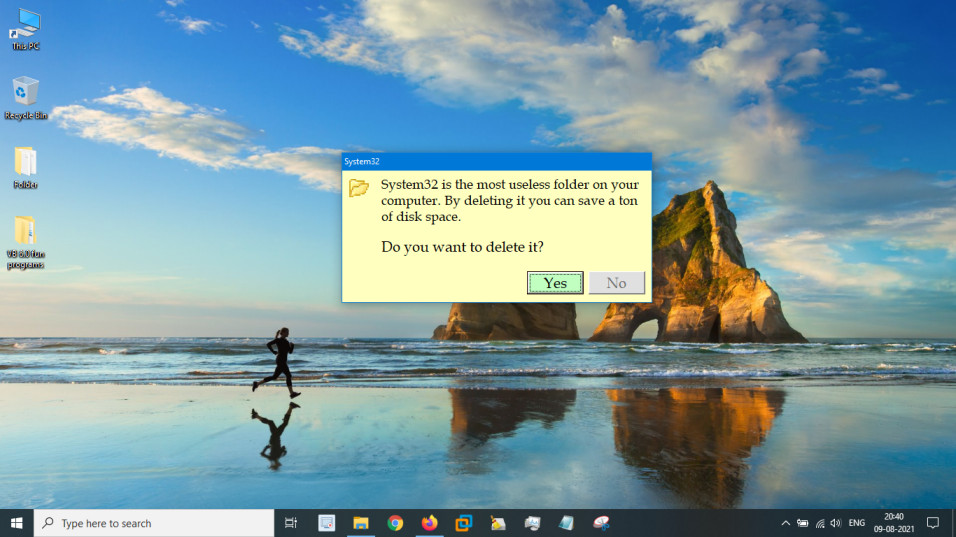 This PC
Recycle Bin
Folder
VB 6.0 fun
programs
System32
System32 is the most useless folder on your
computer. By deleting it you can save a ton
of disk space.
Do you want to delete it?
Yes
No
Type here to search
ENG
20:40
09-08-2021